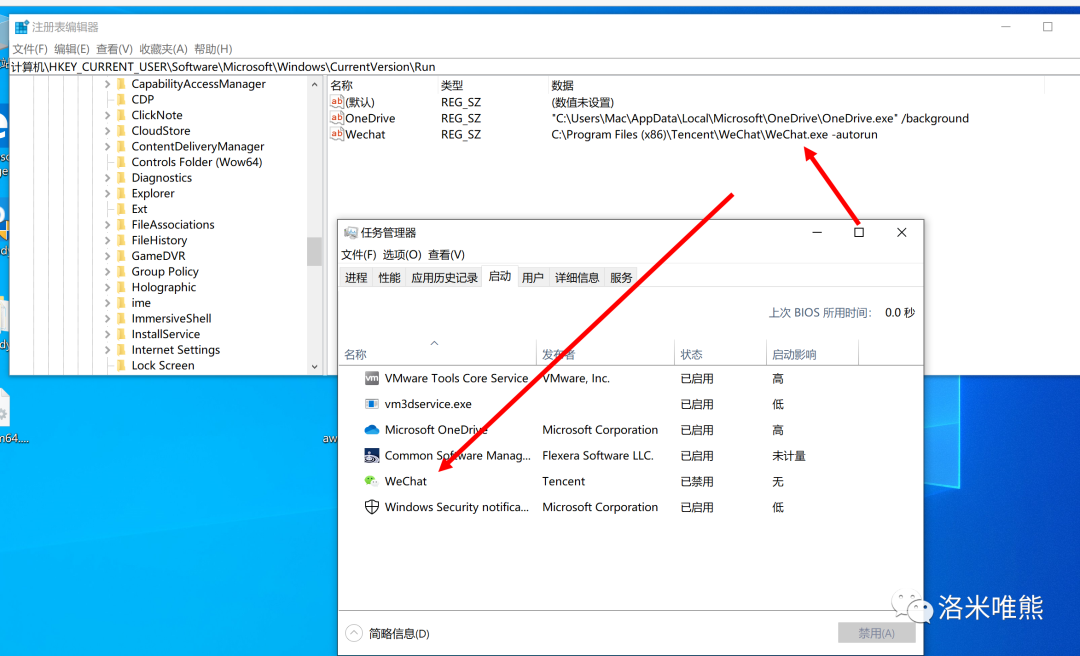 注册表编辑器
文件(F) 编辑(E) 查看(V) 收藏夹(A) 帮助(H)
计算机\HKEY_CURRENT_USER\Software\Microsoft\Windows\CurrentVersion\Run
CapabilityAccessManager
CDP
ClickNote
CloudStore
ContentDeliveryManager
Controls Folder (Wow64)
Diagnostics
Explorer
Ext
FileAssociations
FileHistory
GameDVR
Group Policy
Holographic
ime
ImmersiveShell
InstallService
Internet Settings
Lock Screen
名称 类型 数据
(默认) REG_SZ (数值未设置)
OneDrive REG_SZ "C:\Users\Mac\AppData\Local\Microsoft\OneDrive\OneDrive.exe" /background
Wechat REG_SZ C:\Program Files (x86)\Tencent\WeChat\WeChat.exe -autorun
任务管理器
文件(F) 选项(O) 查看(V)
进程 性能 应用历史记录 启动 用户 详细信息 服务
上次 BIOS 所用时间: 0.0 秒
名称 发布者 状态 启动影响
VMware Tools Core Service VMware, Inc. 已启用 高
vm3dservice.exe 已启用 低
Microsoft OneDrive Microsoft Corporation 已启用 高
Common Software Manag... Flexera Software LLC. 已启用 未计量
WeChat Tencent 已禁用 无
Windows Security notifica... Microsoft Corporation 已启用 低
简略信息(D)
禁用(A)
m64....
aw
洛米唯熊